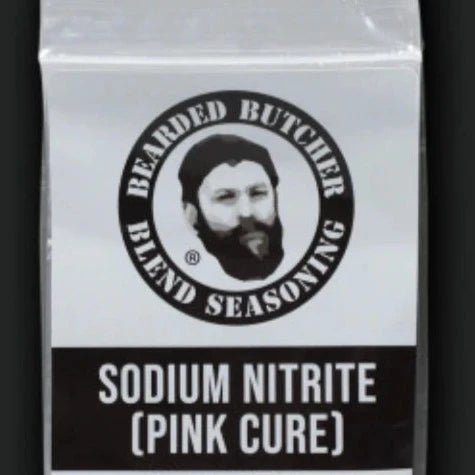 BEARDED BUTCHER
®
BLEND SEASONING
SODIUM NITRITE
(PINK CURE)